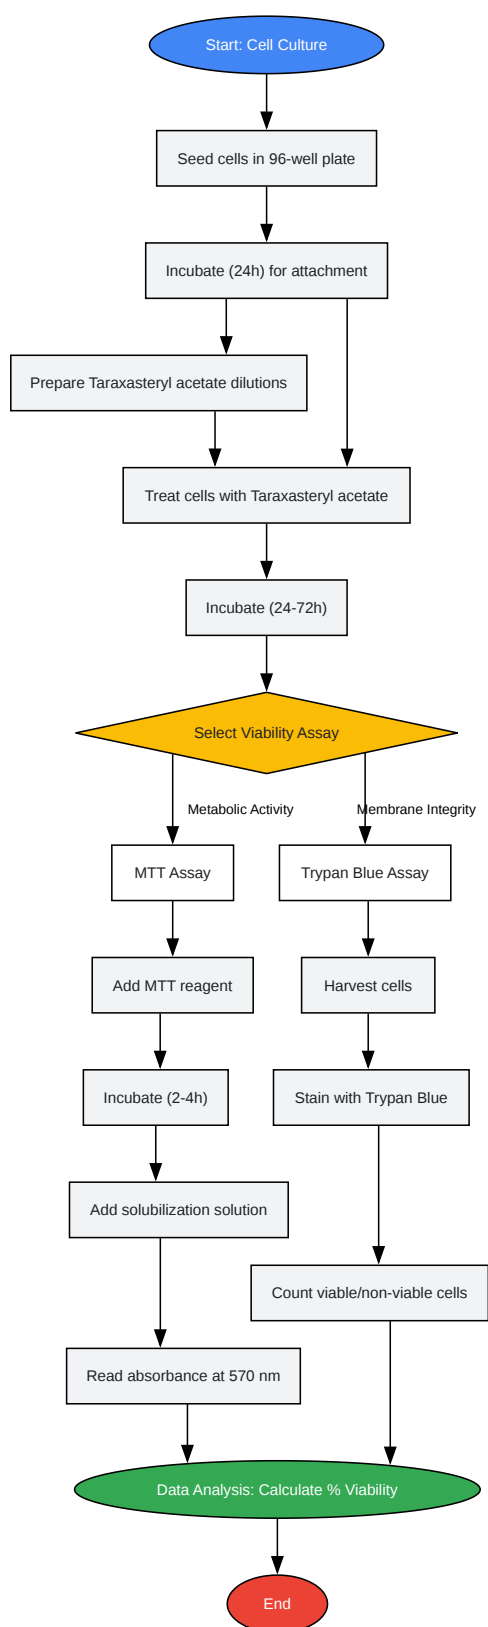 Start: Cell Culture
Seed cells in 96-well plate
Incubate (24h) for attachment
Prepare Taraxasteryl acetate dilutions
Treat cells with Taraxasteryl acetate
Incubate (24-72h)
Select Viability Assay
Metabolic Activity
Membrane Integrity
MTT Assay
Trypan Blue Assay
Add MTT reagent
Harvest cells
Incubate (2-4h)
Stain with Trypan Blue
Add solubilization solution
Count viable/non-viable cells
Read absorbance at 570 nm
Data Analysis: Calculate % Viability
End